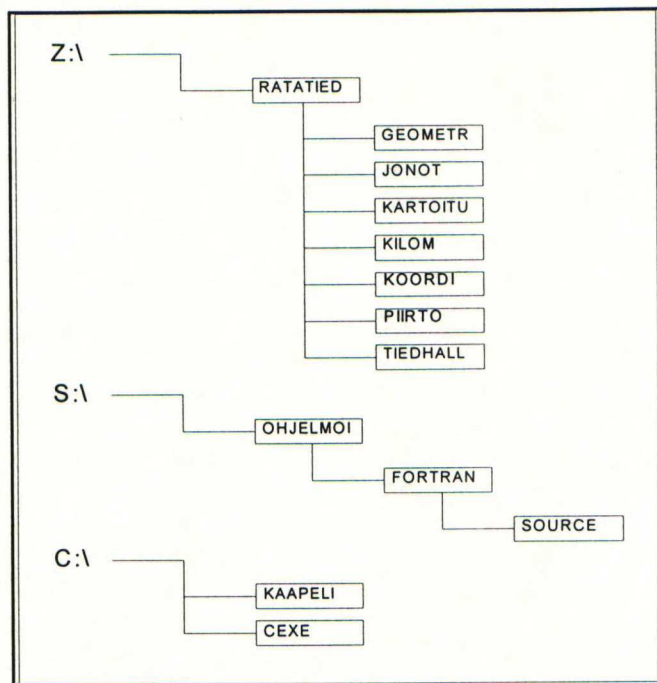 Z:\
RATATIED
GEOMETR
JONOT
KARTOITU
KILOM
KOORDI
PIIRTO
TIEDHALL
S:\
OHJELMOI
FORTRAN
SOURCE
C:\
KAAPELI
CEXE